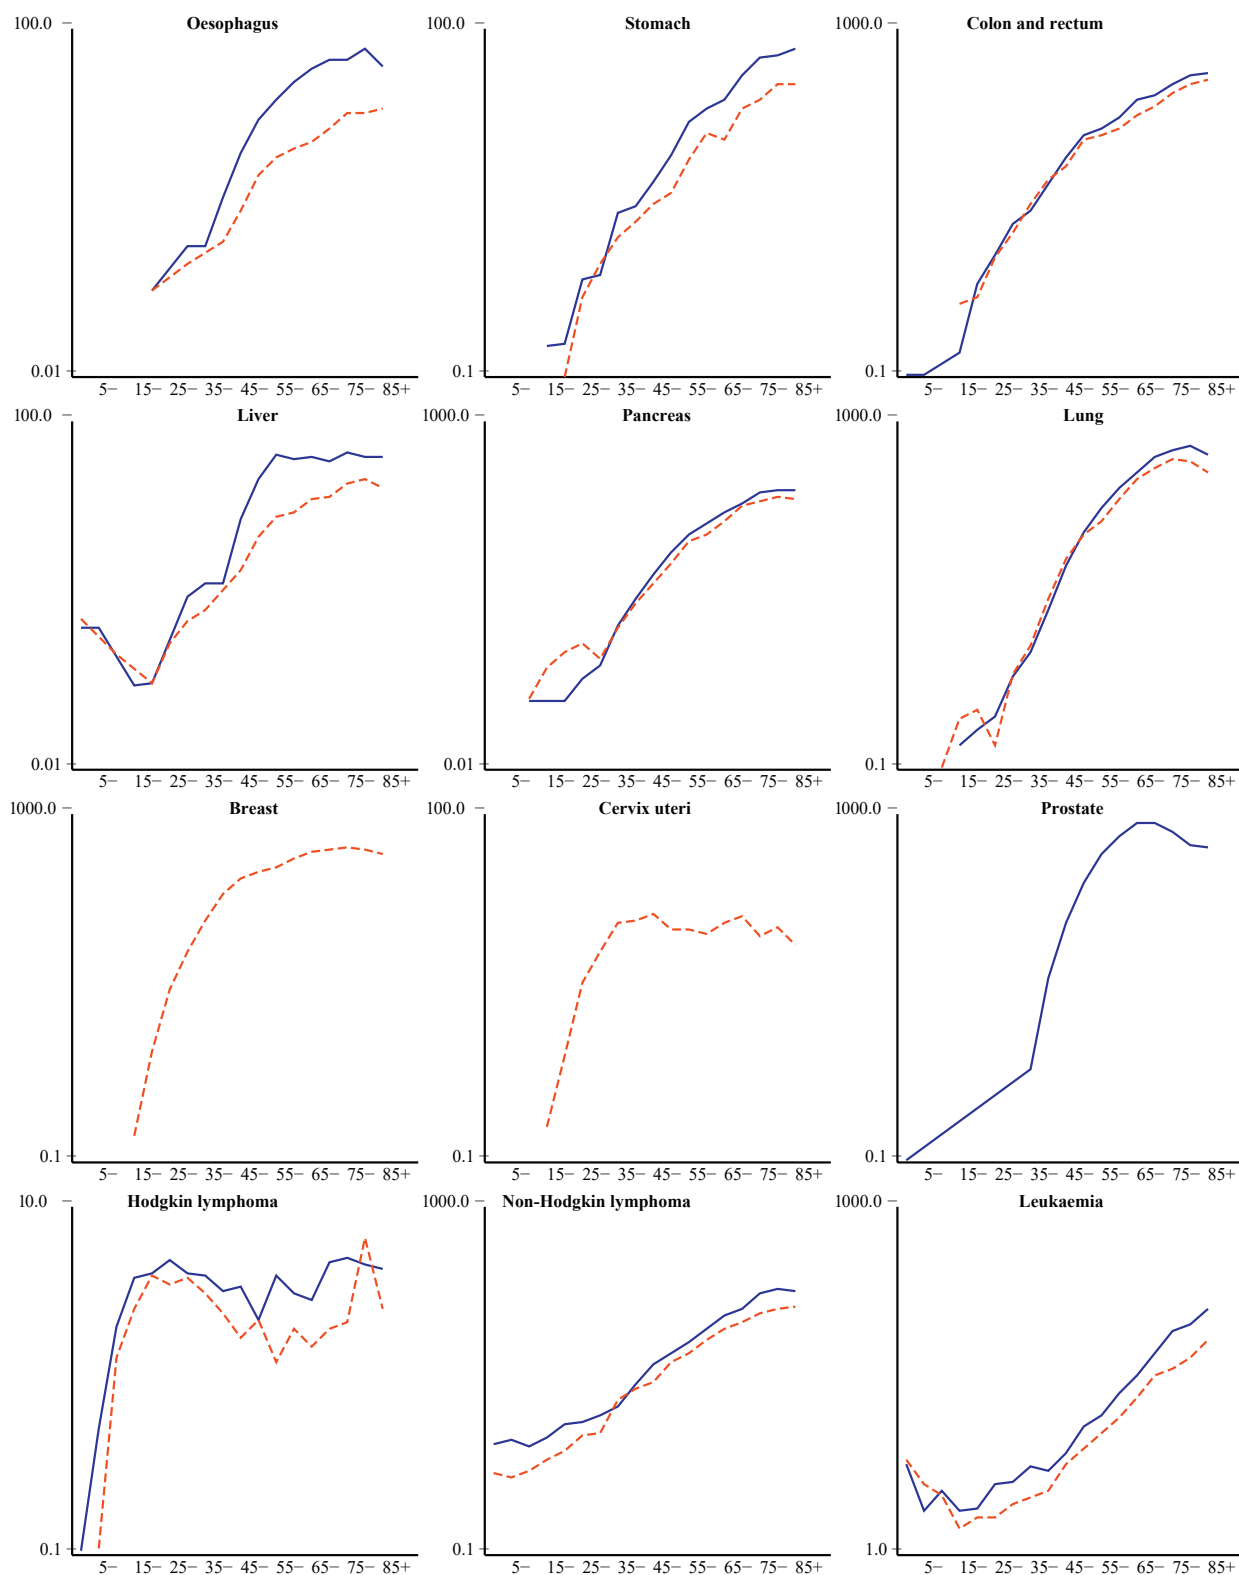 Oesophagus
100.0
0.01
5– 15– 25– 35– 45– 55– 65– 75– 85+
Stomach
100.0
0.1
5– 15– 25– 35– 45– 55– 65– 75– 85+
Colon and rectum
1000.0
0.1
5– 15– 25– 35– 45– 55– 65– 75– 85+
Liver
100.0
0.01
5– 15– 25– 35– 45– 55– 65– 75– 85+
Pancreas
1000.0
0.01
5– 15– 25– 35– 45– 55– 65– 75– 85+
Lung
1000.0
0.1
5– 15– 25– 35– 45– 55– 65– 75– 85+
Breast
1000.0
0.1
5– 15– 25– 35– 45– 55– 65– 75– 85+
Cervix uteri
100.0
0.1
5– 15– 25– 35– 45– 55– 65– 75– 85+
Prostate
1000.0
0.1
5– 15– 25– 35– 45– 55– 65– 75– 85+
Hodgkin lymphoma
10.0
0.1
5– 15– 25– 35– 45– 55– 65– 75– 85+
Non-Hodgkin lymphoma
1000.0
0.1
5– 15– 25– 35– 45– 55– 65– 75– 85+
Leukaemia
1000.0
1.0
5– 15– 25– 35– 45– 55– 65– 75– 85+